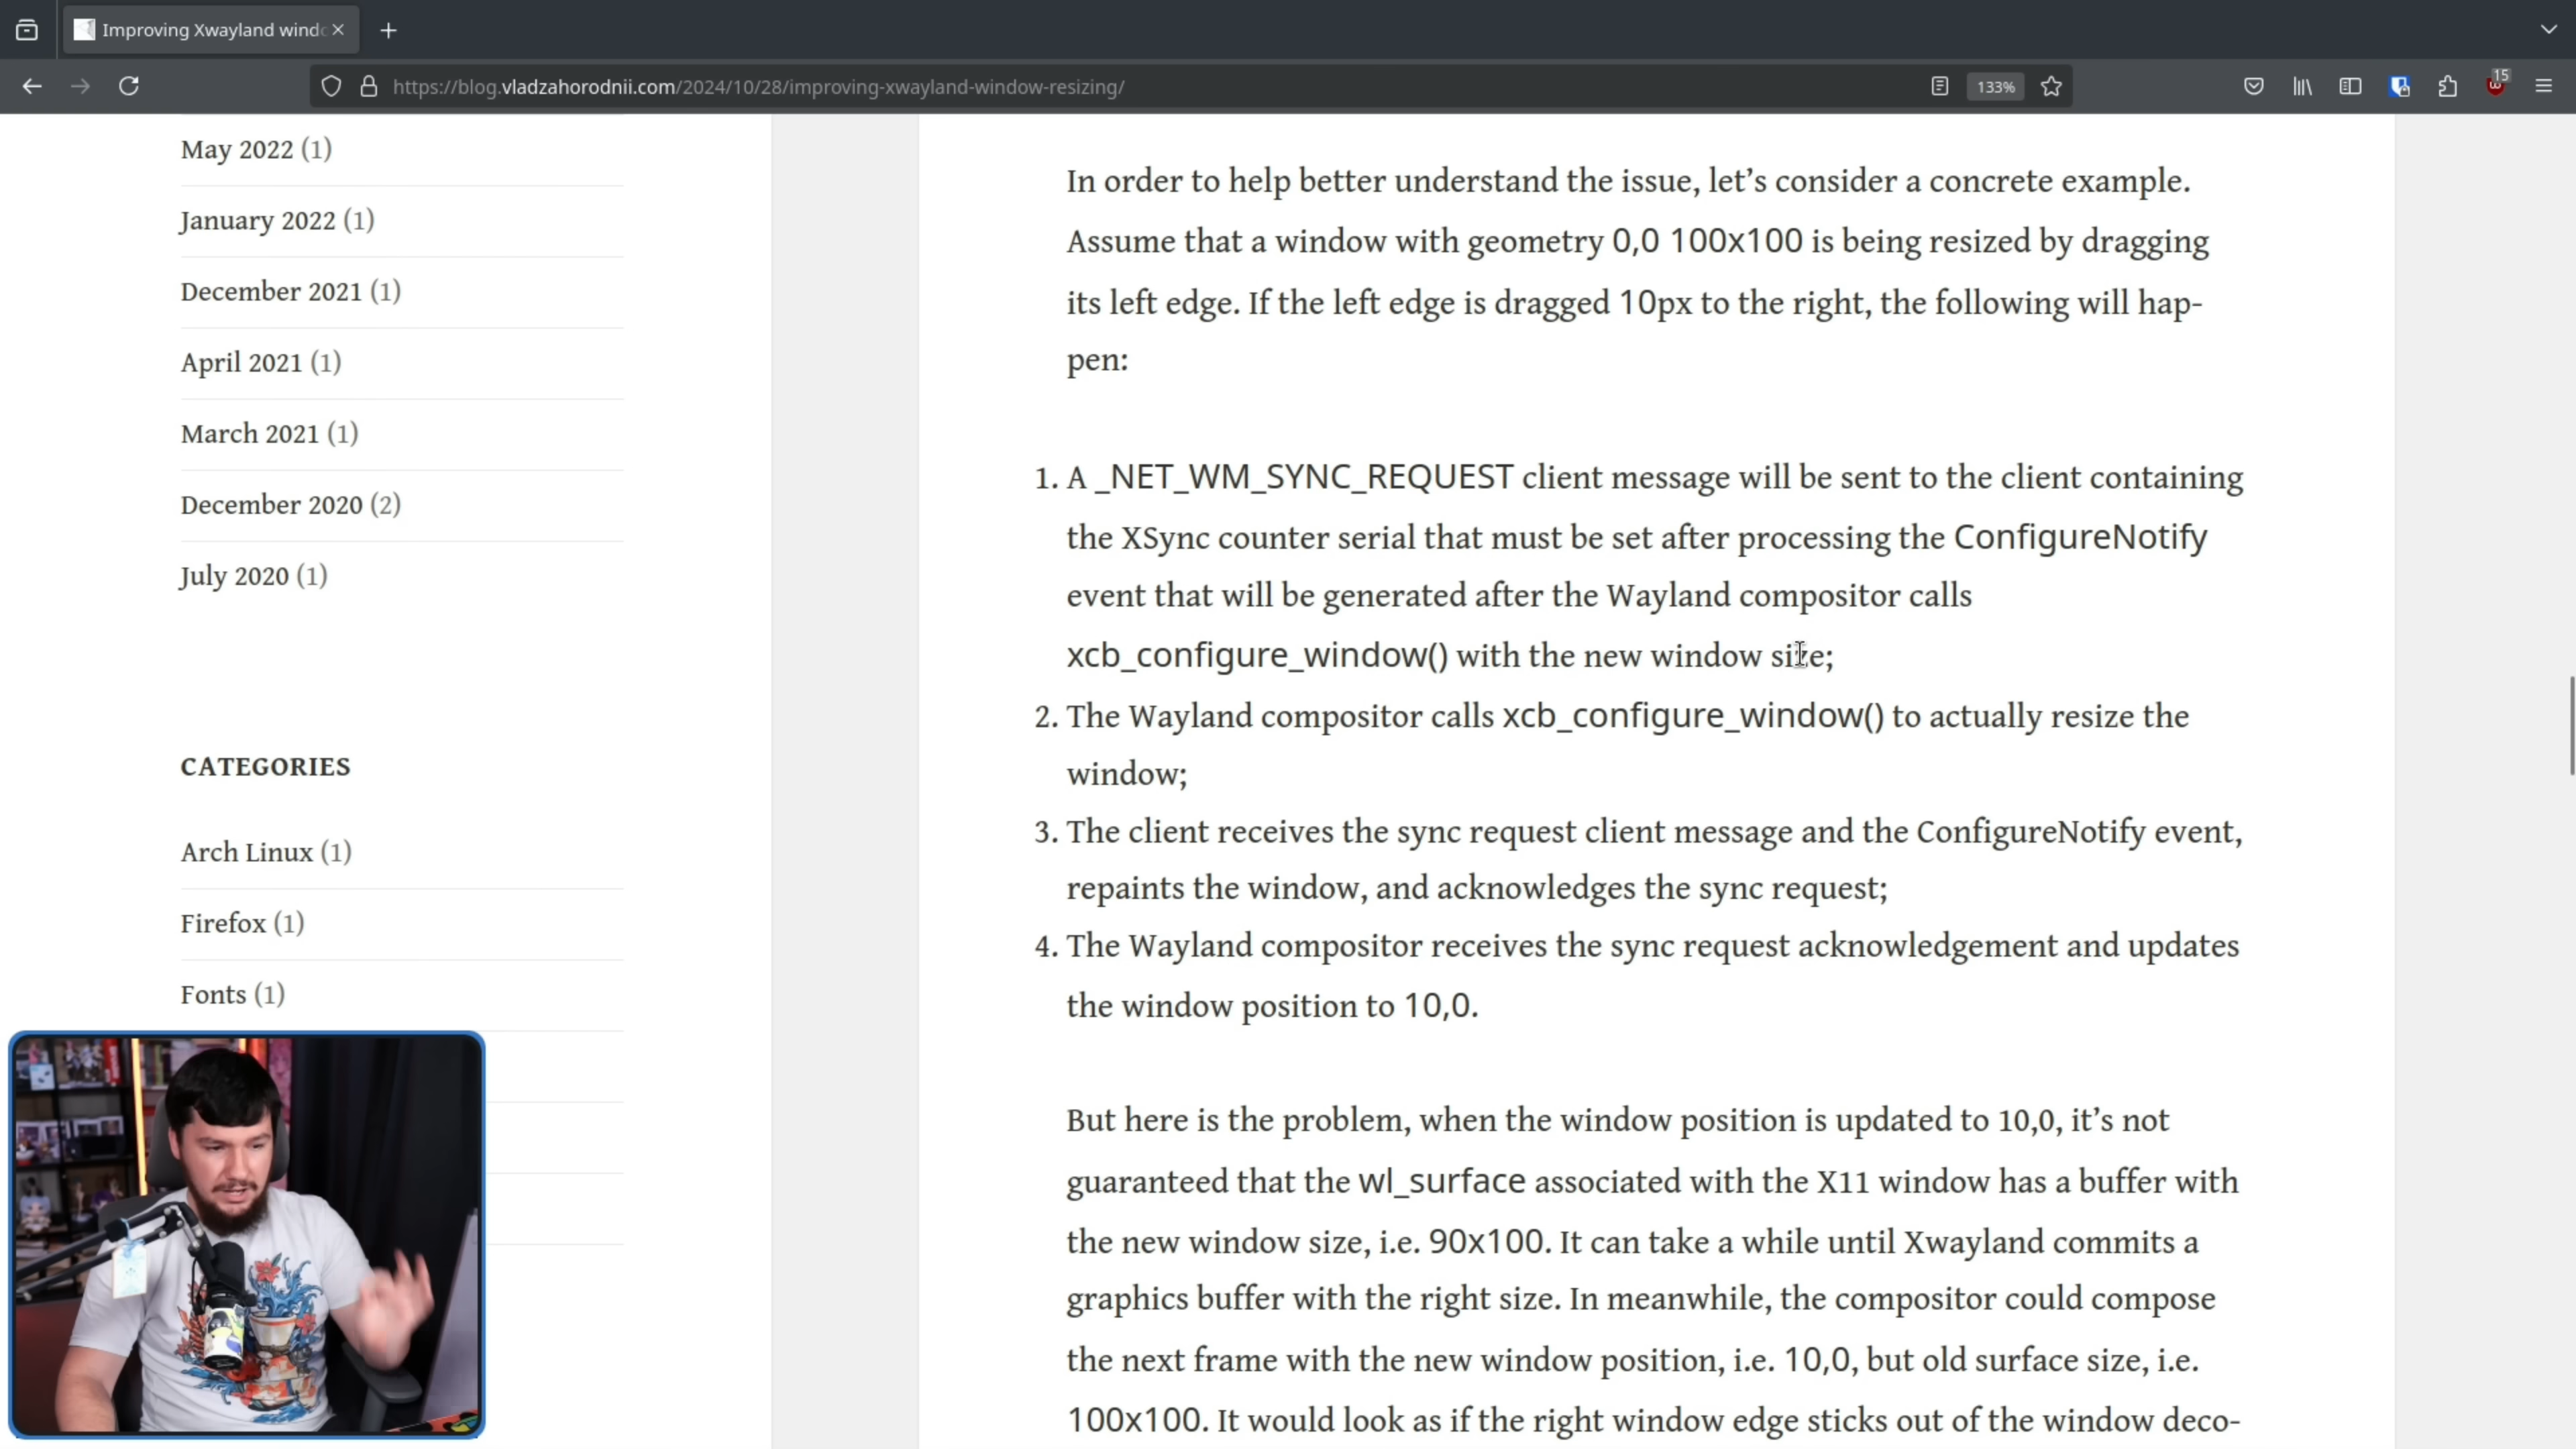 Improving Xwayland wind
https://blog.vladzahorodnii.com/2024/10/28/improving-xwayland-window-resizing/
133%
15
May 2022 (1)
January 2022 (1)
December 2021 (1)
April 2021 (1)
March 2021 (1)
December 2020 (2)
July 2020 (1)
CATEGORIES
Arch Linux (1)
Firefox (1)
Fonts (1)
In order to help better understand the issue, let’s consider a concrete example.
Assume that a window with geometry 0,0 100x100 is being resized by dragging
its left edge. If the left edge is dragged 10px to the right, the following will hap-
pen:
1. A _NET_WM_SYNC_REQUEST client message will be sent to the client containing
the XSync counter serial that must be set after processing the ConfigureNotify
event that will be generated after the Wayland compositor calls
xcb_configure_window() with the new window size;
2. The Wayland compositor calls xcb_configure_window() to actually resize the
window;
3. The client receives the sync request client message and the ConfigureNotify event,
repaints the window, and acknowledges the sync request;
4. The Wayland compositor receives the sync request acknowledgement and updates
the window position to 10,0.
But here is the problem, when the window position is updated to 10,0, it’s not
guaranteed that the wl_surface associated with the X11 window has a buffer with
the new window size, i.e. 90x100. It can take a while until Xwayland commits a
graphics buffer with the right size. In meanwhile, the compositor could compose
the next frame with the new window position, i.e. 10,0, but old surface size, i.e.
100x100. It would look as if the right window edge sticks out of the window deco-